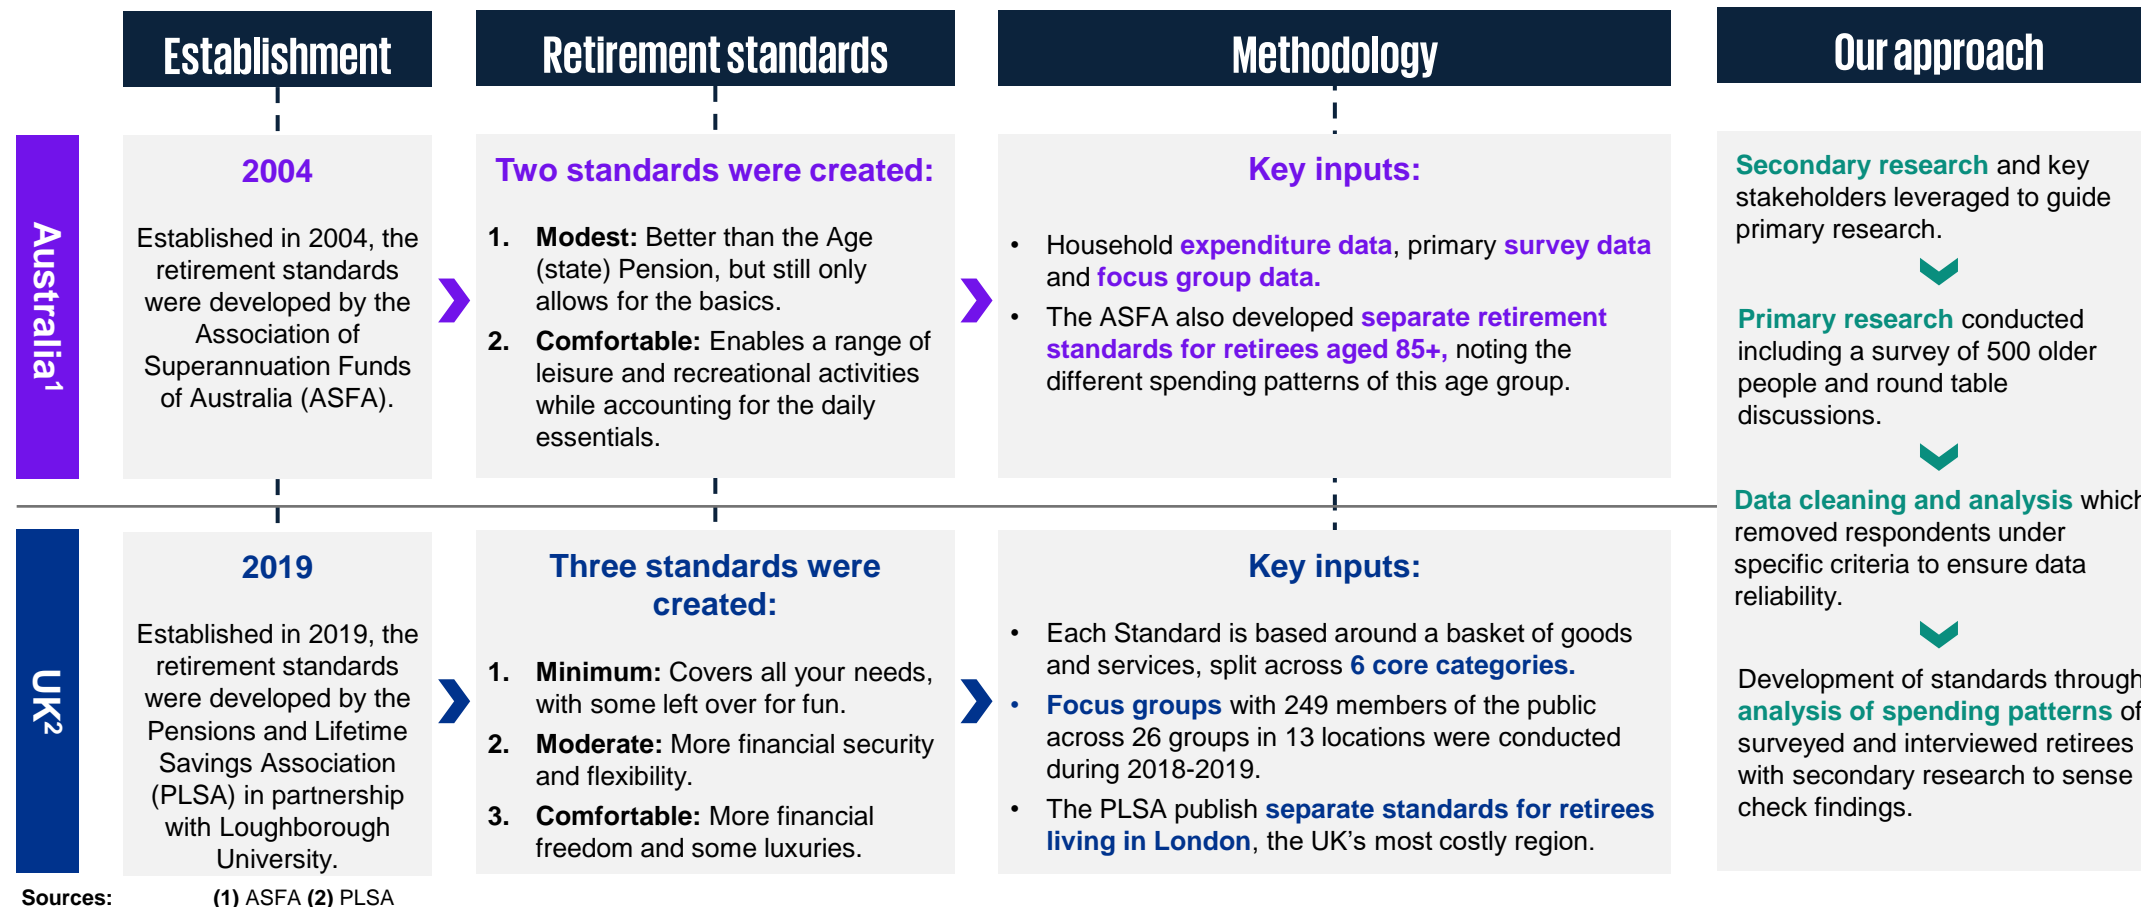 Establishment
Retirement standards
Methodology
Our approach
Australia¹
2004
Established in 2004, the
retirement standards
were developed by the
Association of
Superannuation Funds
of Australia (ASFA).
Two standards were created:
1. Modest: Better than the Age
(state) Pension, but still only
allows for the basics.
2. Comfortable: Enables a range of
leisure and recreational activities
while accounting for the daily
essentials.
Key inputs:
• Household expenditure data, primary survey data
and focus group data.
• The ASFA also developed separate retirement
standards for retirees aged 85+, noting the
different spending patterns of this age group.
UK²
2019
Established in 2019, the
retirement standards
were developed by the
Pensions and Lifetime
Savings Association
(PLSA) in partnership
with Loughborough
University.
Three standards were
created:
1. Minimum: Covers all your needs,
with some left over for fun.
2. Moderate: More financial security
and flexibility.
3. Comfortable: More financial
freedom and some luxuries.
Key inputs:
• Each Standard is based around a basket of goods
and services, split across 6 core categories.
• Focus groups with 249 members of the public
across 26 groups in 13 locations were conducted
during 2018-2019.
• The PLSA publish separate standards for retirees
living in London, the UK’s most costly region.
Secondary research and key
stakeholders leveraged to guide
primary research.
Primary research conducted
including a survey of 500 older
people and round table
discussions.
Data cleaning and analysis which
removed respondents under
specific criteria to ensure data
reliability.
Development of standards through
analysis of spending patterns of
surveyed and interviewed retirees
with secondary research to sense
check findings.
Sources: (1) ASFA (2) PLSA